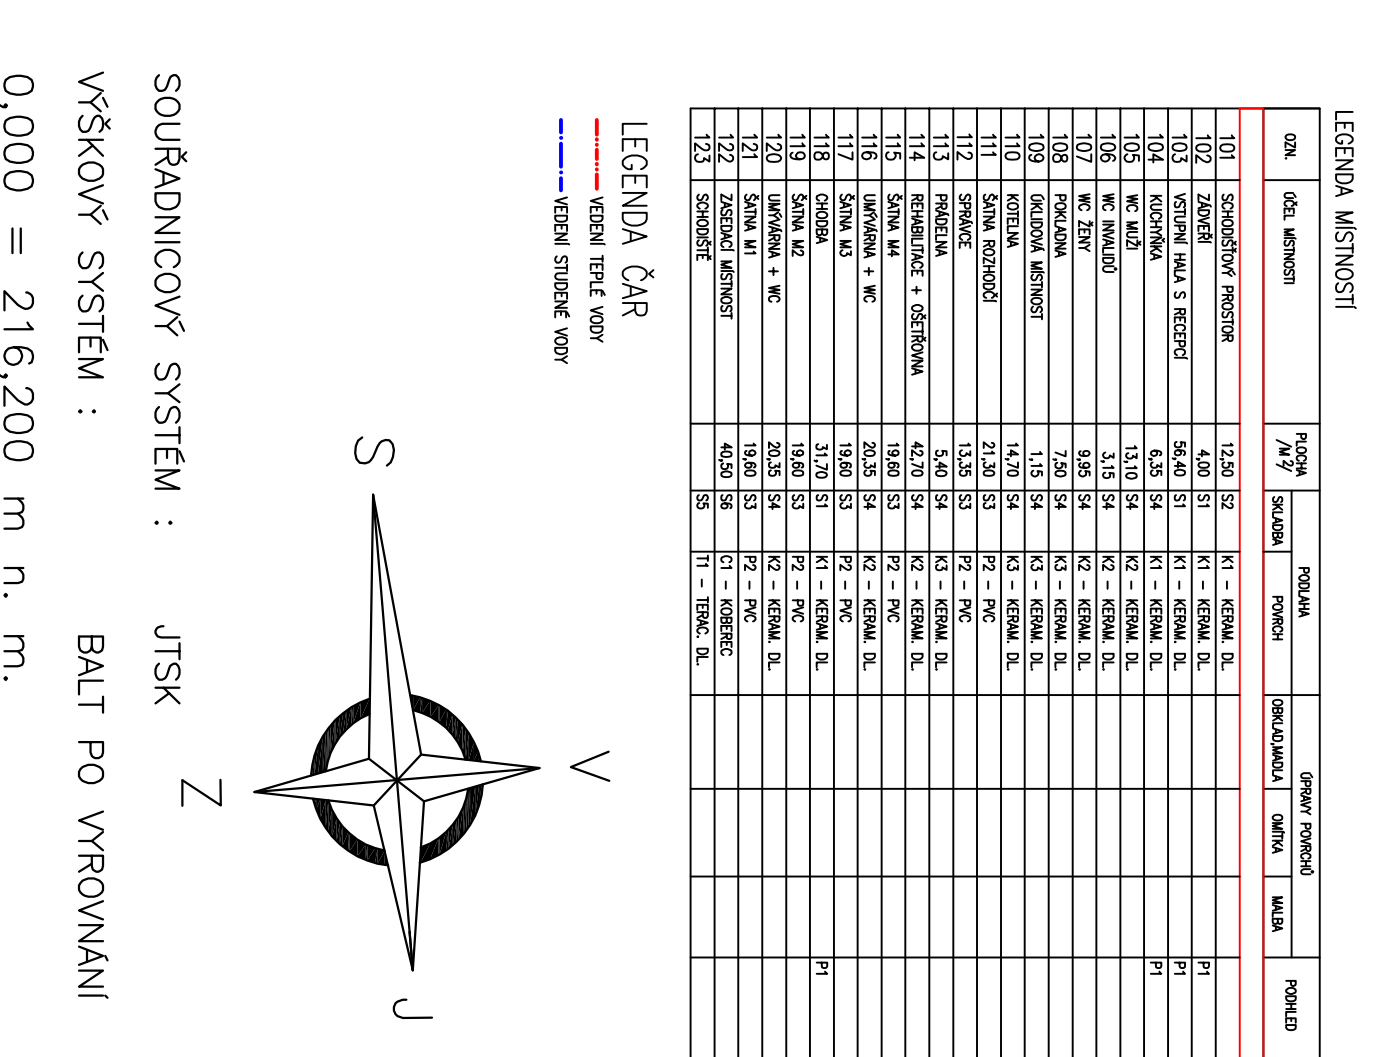 LEGENDA MÍSTNOSTÍ
OZN. ÚČEL MÍSTNOSTI PLOCHA /M²/ PODLAHA ÚPRAVY POVRCHŮ PODHLED
SKLADBA POVRCH OBKLAD,MADLA OMÍTKA MALBA
101 SCHODIŠŤOVÝ PROSTOR 12,50 S2 K1 – KERAM. DL.
102 ZÁDVEŘI 4,00 S1 K1 – KERAM. DL. P1
103 VSTUPNÍ HALA S RECEPCÍ 56,40 S1 K1 – KERAM. DL. P1
104 KUCHYŇKA 6,35 S4 K1 – KERAM. DL. P1
105 WC MUŽI 13,10 S4 K2 – KERAM. DL.
106 WC INVALIDŮ 3,15 S4 K2 – KERAM. DL.
107 WC ŽENY 9,95 S4 K2 – KERAM. DL.
108 POKLADNA 7,50 S4 K3 – KERAM. DL.
109 ÚKLIDOVÁ MÍSTNOST 1,15 S4 K3 – KERAM. DL.
110 KOTELNA 14,70 S4 K3 – KERAM. DL.
111 ŠATNA ROZHODČÍ 21,30 S3 P2 – PVC
112 SPRÁVCE 13,35 S3 P2 – PVC
113 PRÁDELNA 5,40 S4 K3 – KERAM. DL.
114 REHABILITACE + OŠETŘOVNA 42,70 S4 K2 – KERAM. DL.
115 ŠATNA M4 19,60 S3 P2 – PVC
116 UMÝVÁRNA + WC 20,35 S4 K2 – KERAM. DL.
117 ŠATNA M3 19,60 S3 P2 – PVC
118 CHODBA 31,70 S1 K1 – KERAM. DL. P1
119 ŠATNA M2 19,60 S3 P2 – PVC
120 UMÝVÁRNA + WC 20,35 S4 K2 – KERAM. DL.
121 ŠATNA M1 19,60 S3 P2 – PVC
122 ZASEDACÍ MÍSTNOST 40,50 S6 C1 – KOBEREC
123 SCHODIŠTĚ S5 T1 – TERAC. DL.
LEGENDA ČAR
VEDENÍ TEPLÉ VODY
VEDENÍ STUDENÉ VODY
V
S
J
Z
SOUŘADNICOVÝ SYSTÉM : JTSK
VÝŠKOVÝ SYSTÉM : BALT PO VYROVNÁNÍ
0,000 = 216,200 m n. m.